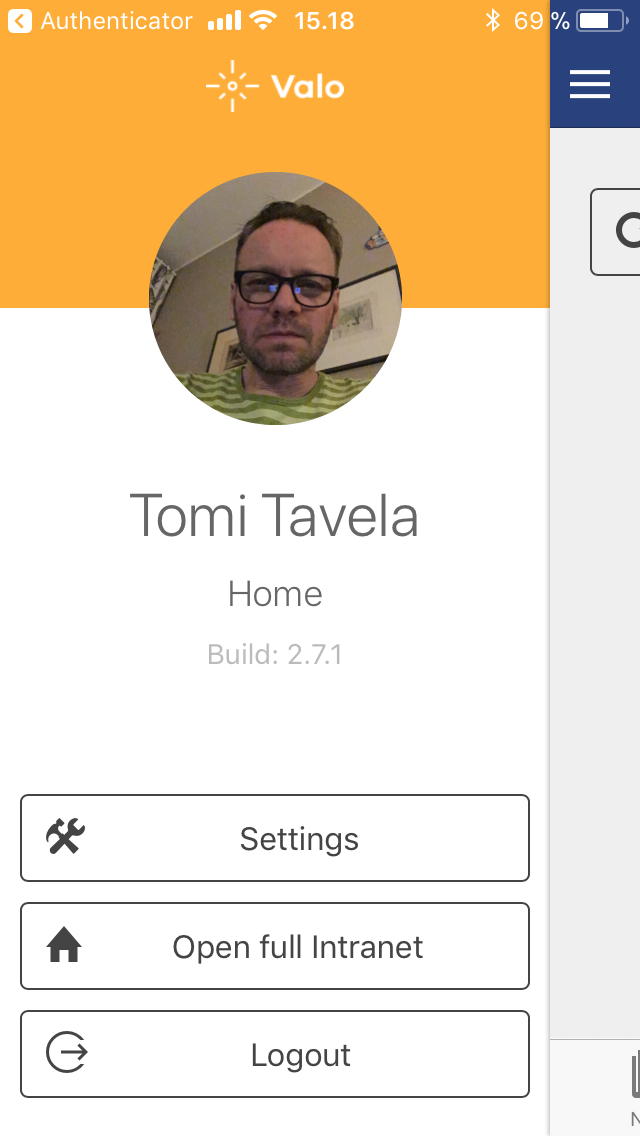 Authenticator 15.18 69 %
Valo
Tomi Tavela
Home
Build: 2.7.1
Settings
Open full Intranet
Logout